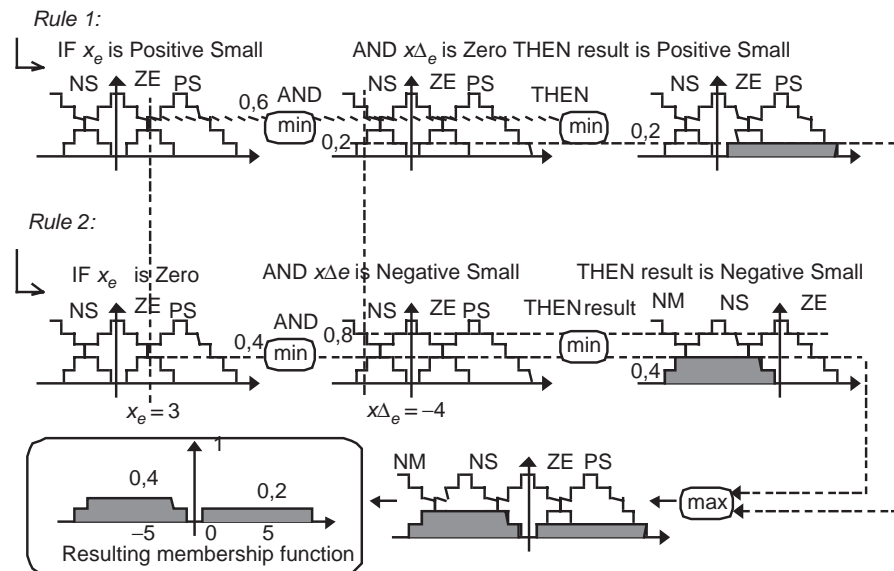 Rule 1:
IF xₑ is Positive Small AND xΔₑ is Zero THEN result is Positive Small
NS ZE PS 0,6 AND min NS ZE PS THEN min NS ZE PS
0,2 0,2
Rule 2:
IF xₑ is Zero AND xΔe is Negative Small THEN result is Negative Small
NS ZE PS 0,4 AND min 0,8 NS ZE PS THEN result min NM NS ZE
0,4
xₑ = 3 xΔₑ = −4
1
0,4 0,2
−5 0 5
Resulting membership function
NM NS ZE PS
max